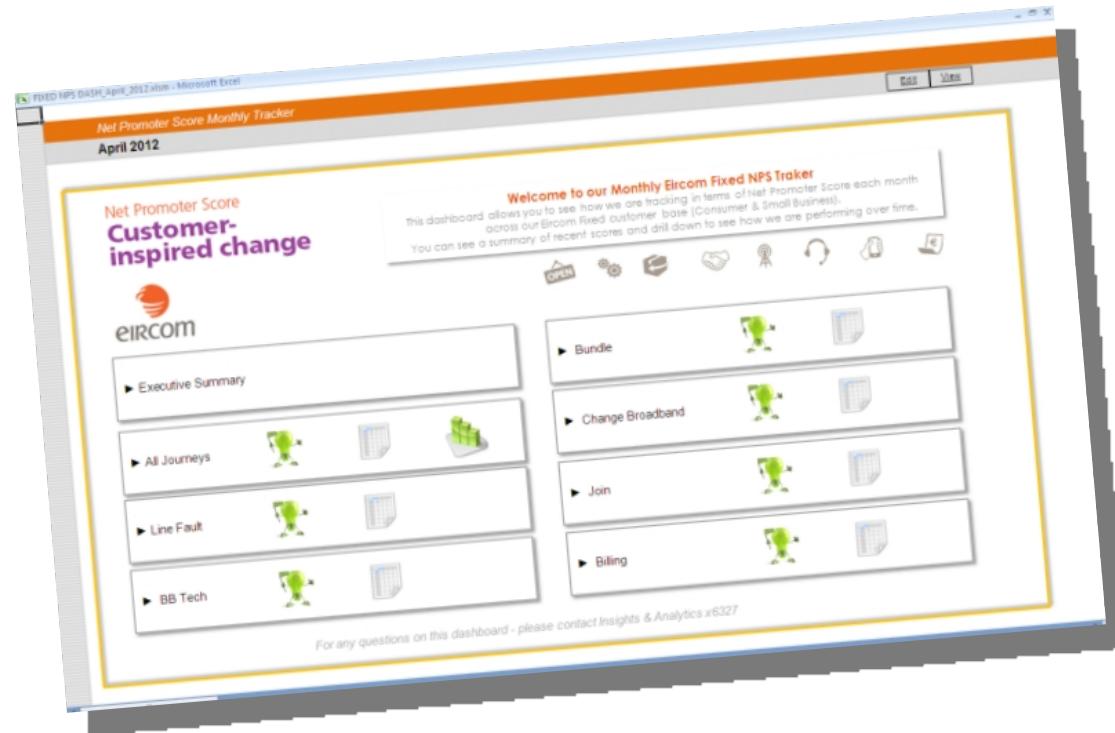 FIXED NPS DASH_April_2012.xlsm - Microsoft Excel
Net Promoter Score Monthly Tracker
April 2012
Edit
View
Net Promoter Score
Customer-
inspired change
eircom
Welcome to our Monthly Eircom Fixed NPS Traker
This dashboard allows you to see how we are tracking in terms of Net Promoter Score each month
across our Eircom Fixed customer base (Consumer & Small Business).
You can see a summary of recent scores and drill down to see how we are performing over time.
OPEN
Executive Summary
All Journeys
Line Fault
BB Tech
Bundle
Change Broadband
Join
Billing
For any questions on this dashboard - please contact Insights & Analytics x6327